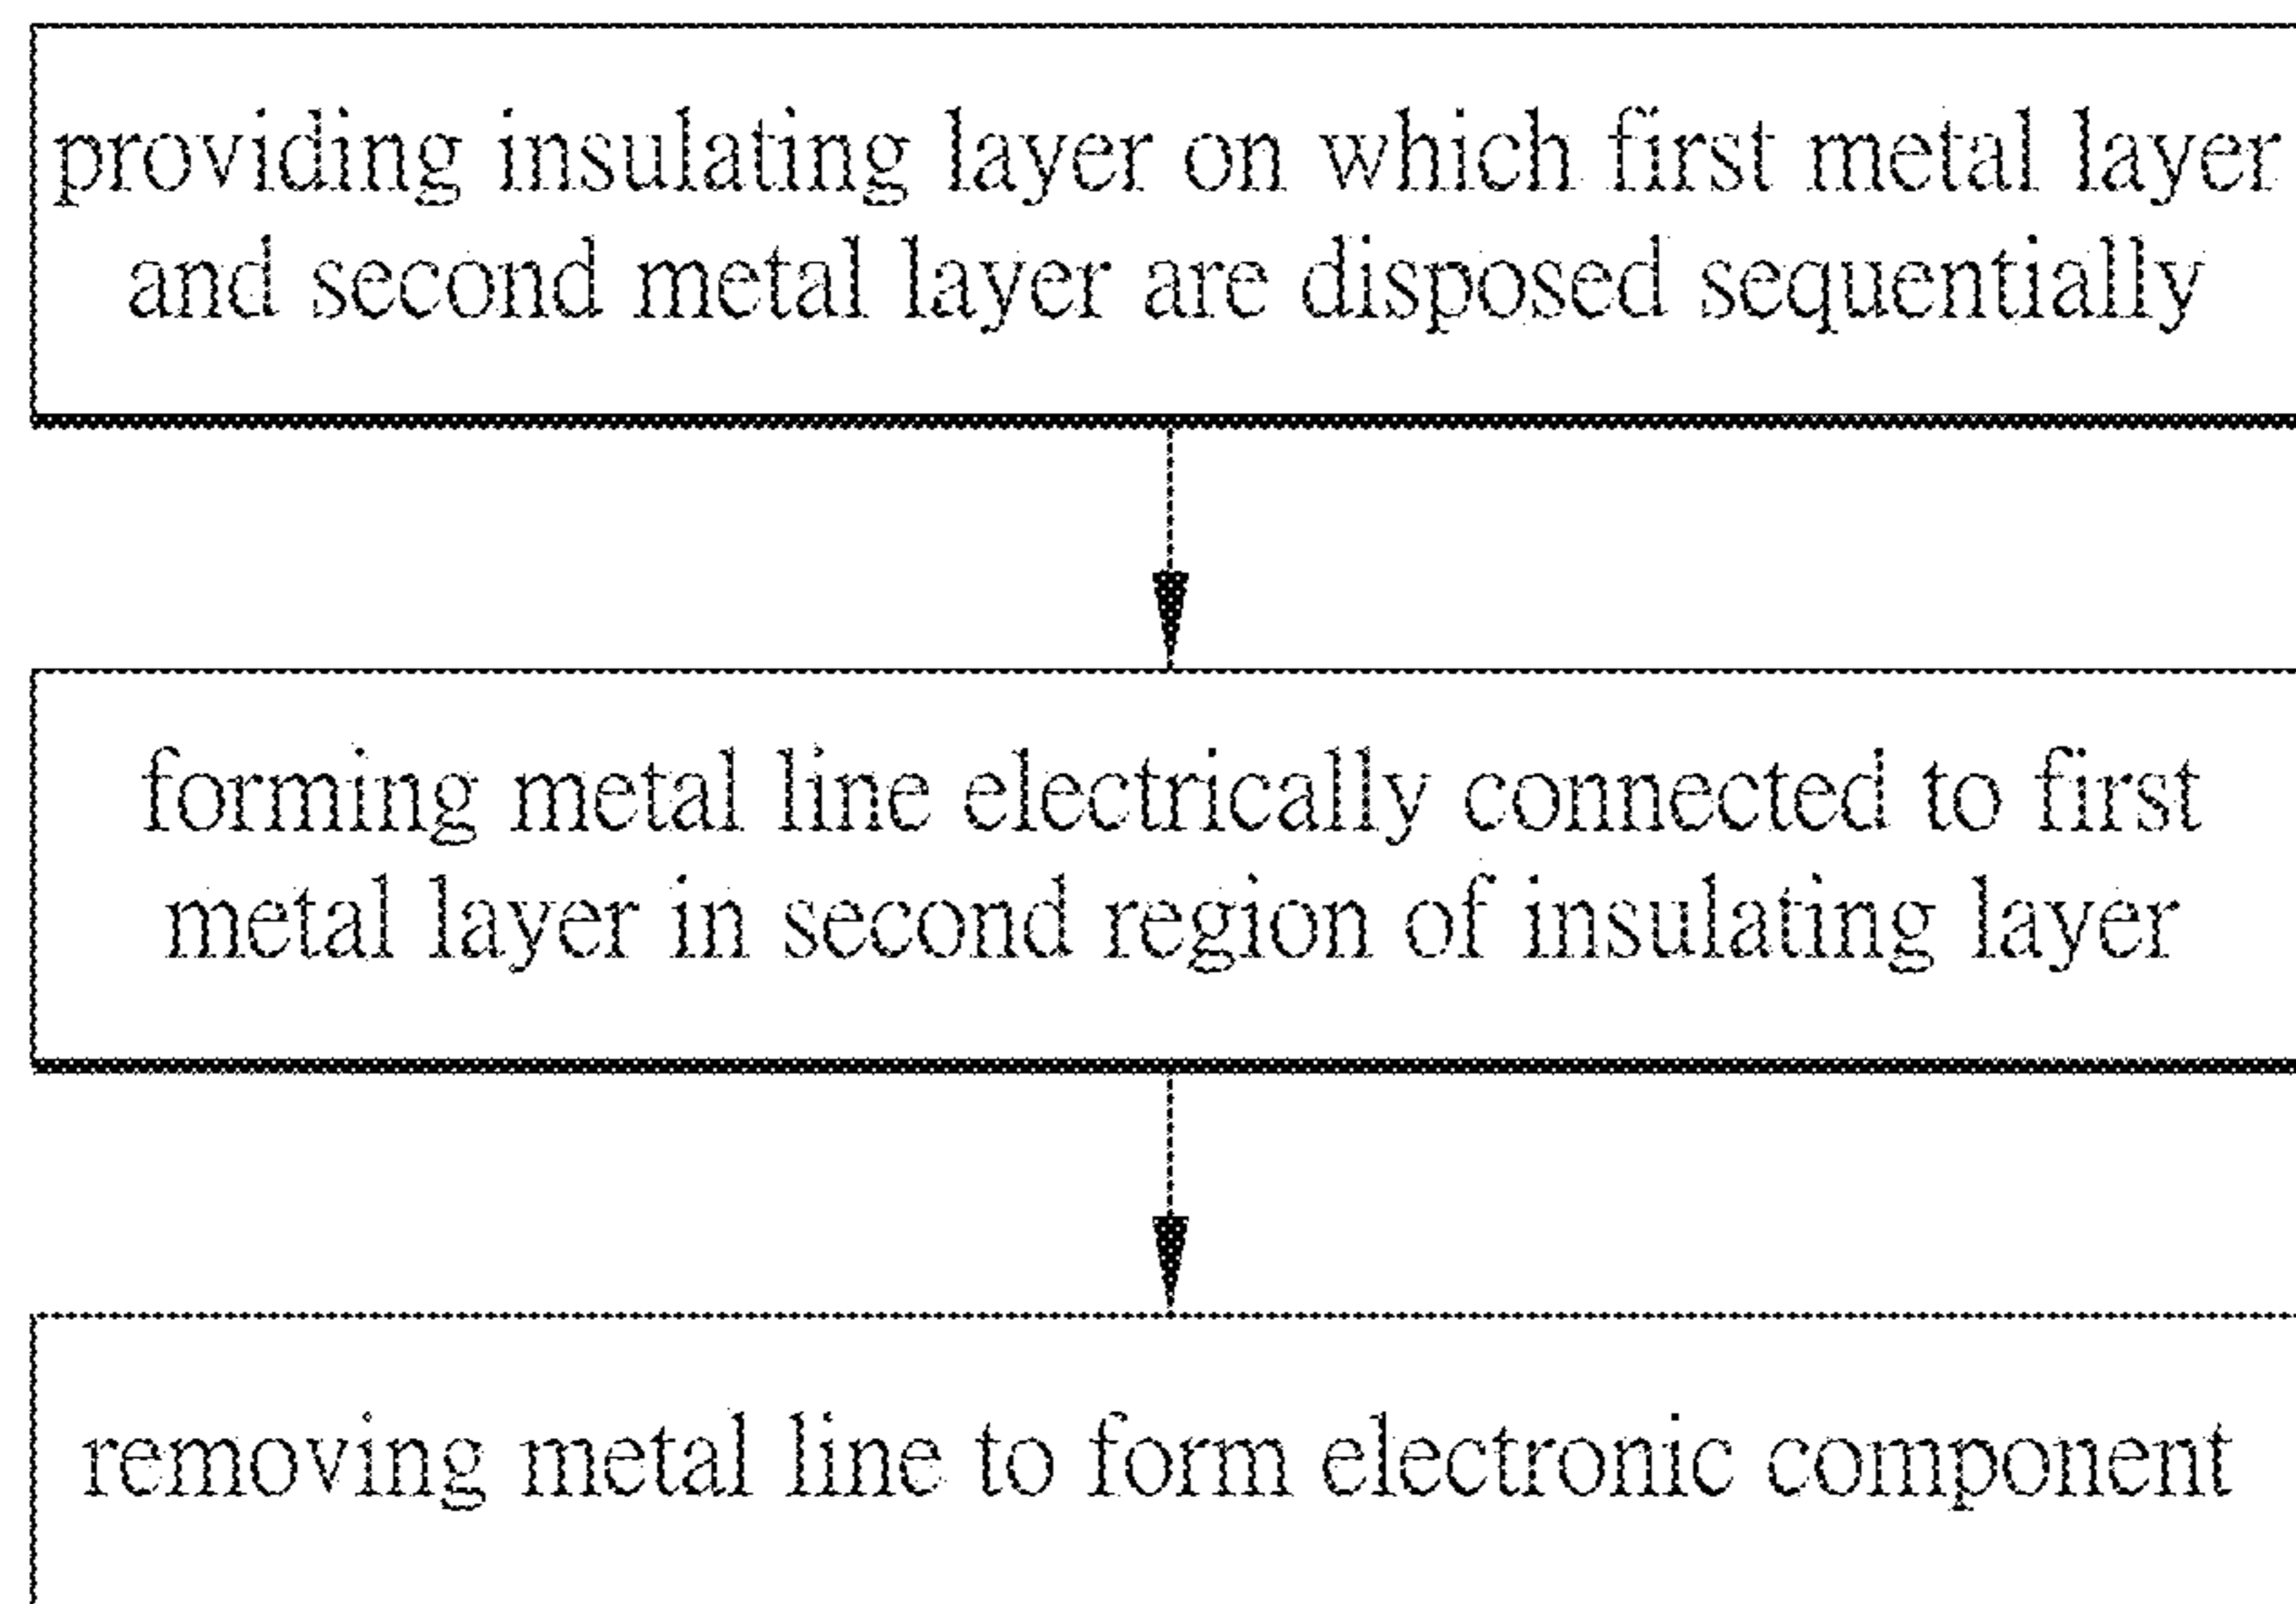 providing insulating layer on which first metal layer
and second metal layer are disposed sequentially
forming metal line electrically connected to first
metal layer in second region of insulating layer
removing metal line to form electronic component